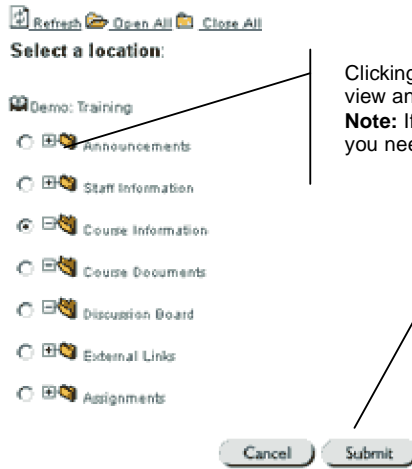 Refresh Open All Close All
Select a location:
Clicking
view an
Note: If
you nee
Demo: Training
Announcements
Staff Information
Course Information
Course Documents
Discussion Board
External Links
Assignments
Cancel Submit